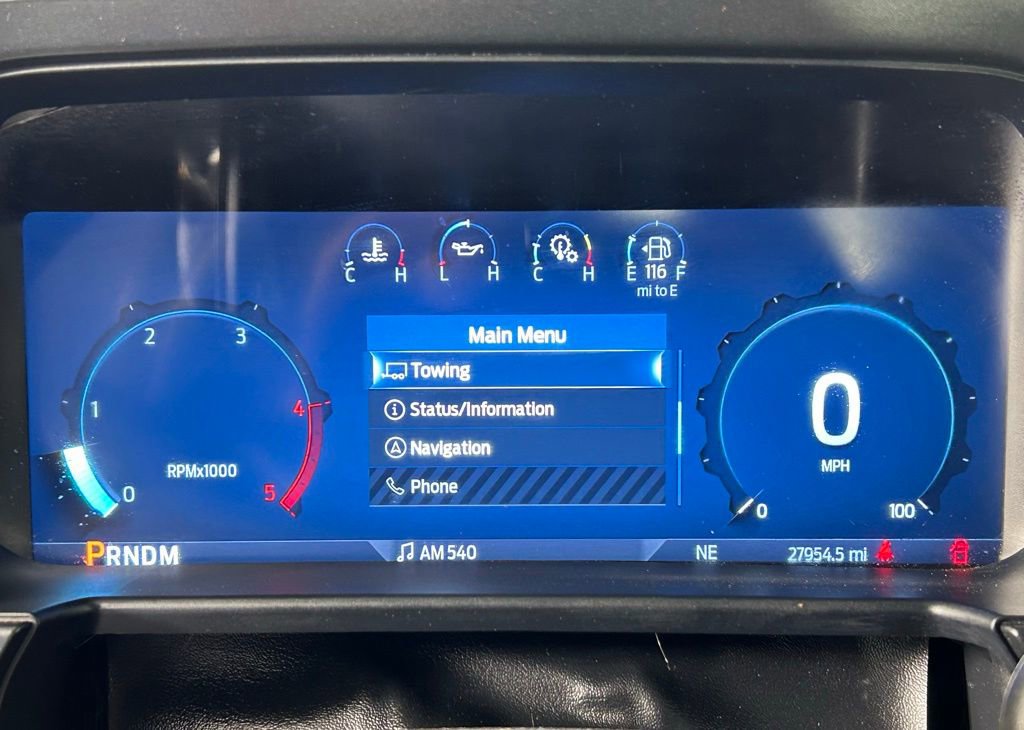 C H
L H
C H
E 116 F
mi to E
Main Menu
Towing
Status/Information
Navigation
Phone
2 3
1 4
RPMx1000
0 5
0
MPH
0 100
PRNDM
AM 540
NE
27954.5 mi